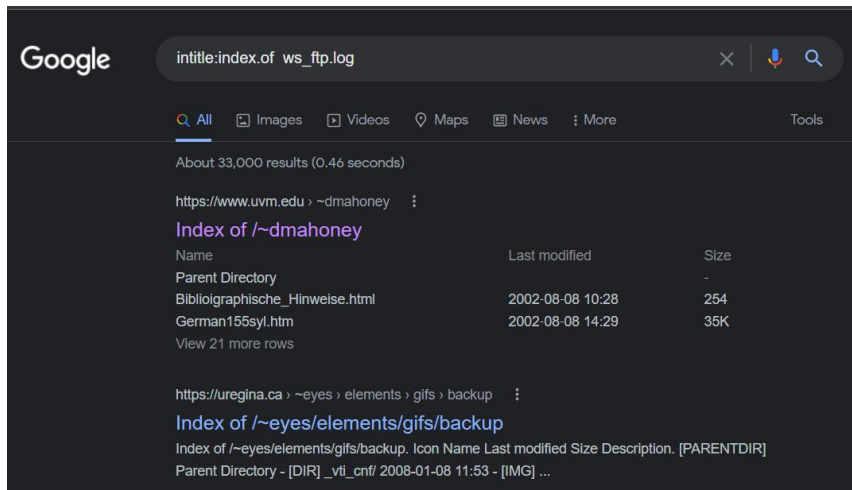 Google
intitle:index.of ws_ftp.log
All Images Videos Maps News More Tools
About 33,000 results (0.46 seconds)
https://www.uvm.edu › ~dmahoney
Index of /~dmahoney
Name Last modified Size
Parent Directory -
Biblioigraphische_Hinweise.html 2002-08-08 10:28 254
German155syl.htm 2002-08-08 14:29 35K
View 21 more rows
https://uregina.ca › ~eyes › elements › gifs › backup
Index of /~eyes/elements/gifs/backup
Index of /~eyes/elements/gifs/backup. Icon Name Last modified Size Description. [PARENTDIR]
Parent Directory - [DIR] _vti_cnf/ 2008-01-08 11:53 - [IMG] ...